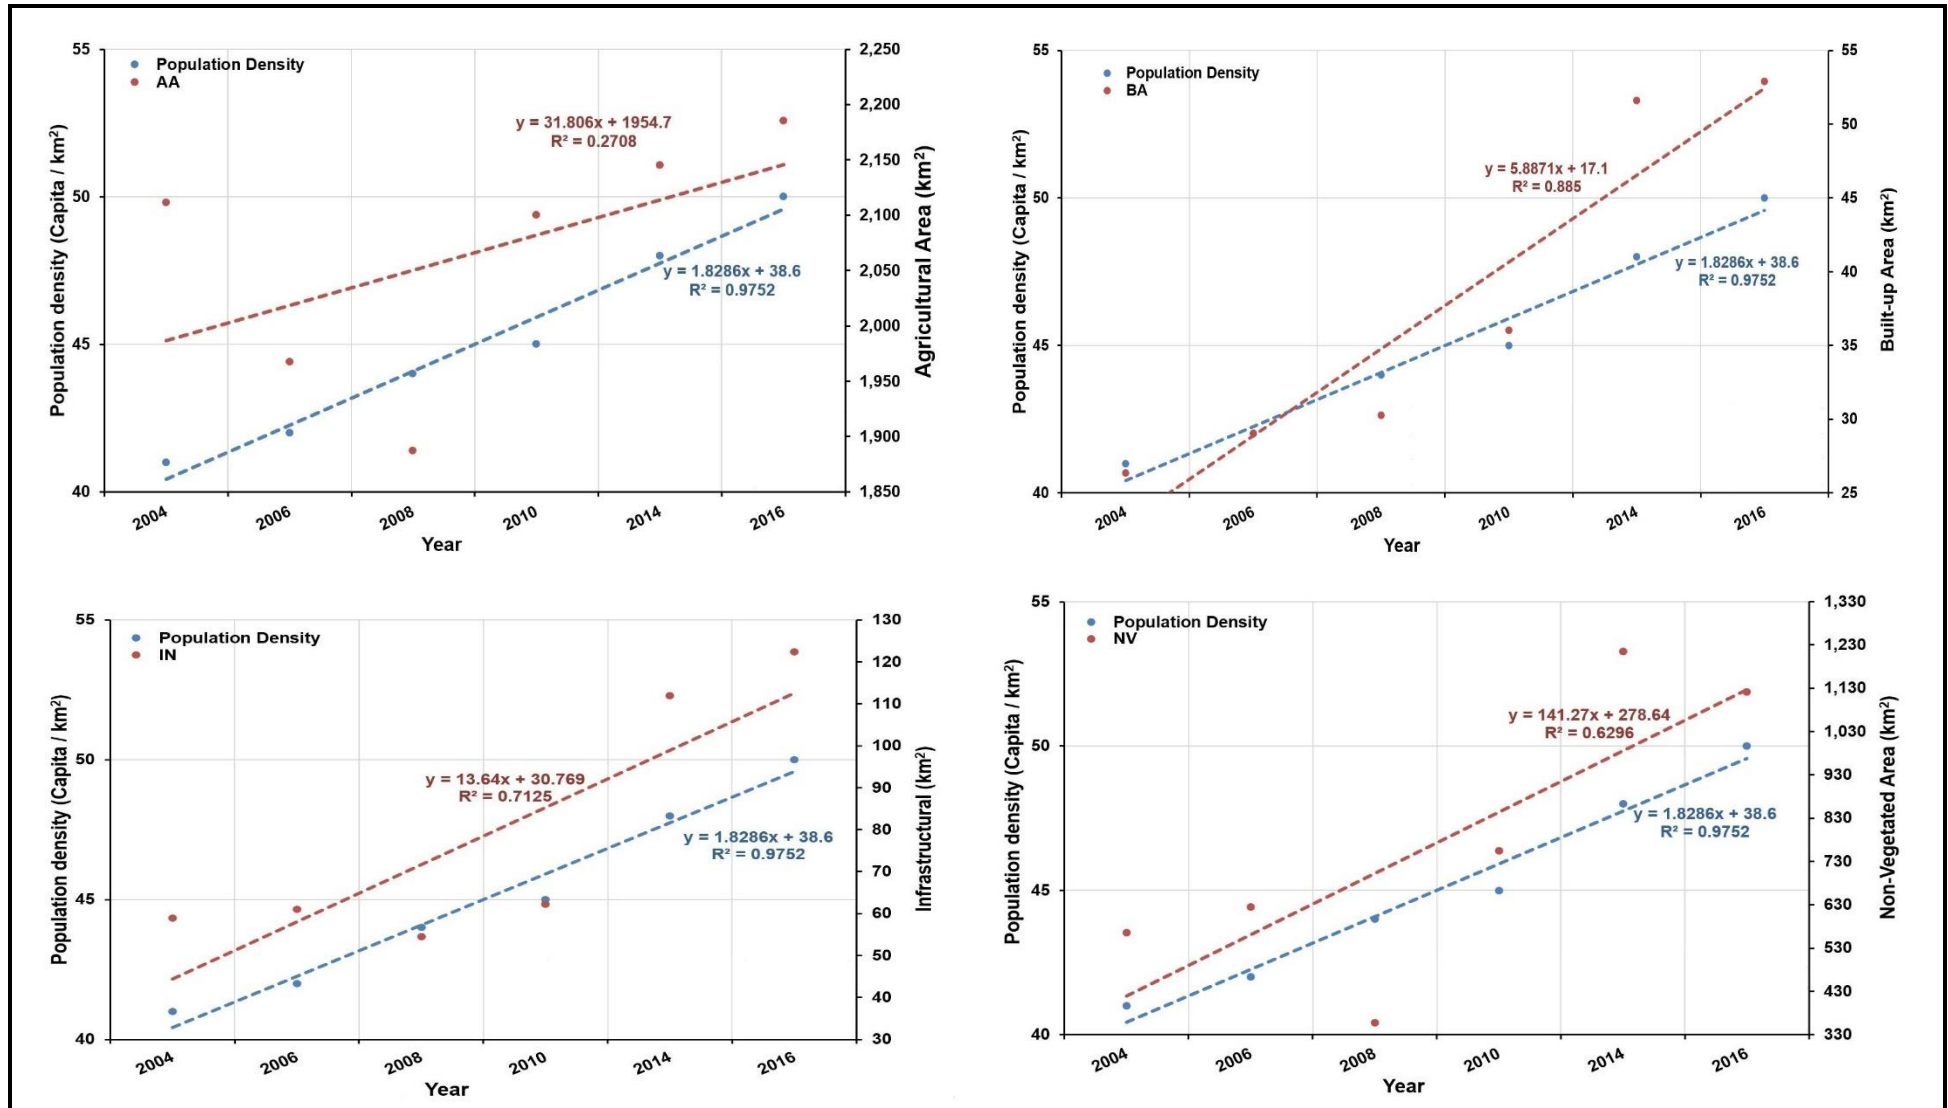 55
50
45
40
Population density (Capita / km²)
Population Density
AA
y = 31.806x + 1954.7
R² = 0.2708
y = 1.8286x + 38.6
R² = 0.9752
2,250
2,200
2,150
2,100
2,050
2,000
1,950
1,900
1,850
Agricultural Area (km²)
2004 2006 2008 2010 2014 2016
Year
55
50
45
40
Population density (Capita / km²)
Population Density
BA
y = 5.8871x + 17.1
R² = 0.885
y = 1.8286x + 38.6
R² = 0.9752
55
50
45
40
35
30
25
Built-up Area (km²)
2004 2006 2008 2010 2014 2016
Year
55
50
45
40
Population density (Capita / km²)
Population Density
IN
y = 13.64x + 30.769
R² = 0.7125
y = 1.8286x + 38.6
R² = 0.9752
130
120
110
100
90
80
70
60
50
40
30
Infrastructural (km²)
2004 2006 2008 2010 2014 2016
Year
55
50
45
40
Population density (Capita / km²)
Population Density
NV
y = 141.27x + 278.64
R² = 0.6296
y = 1.8286x + 38.6
R² = 0.9752
1,330
1,230
1,130
1,030
930
830
730
630
530
430
330
Non-Vegetated Area (km²)
2004 2006 2008 2010 2014 2016
Year